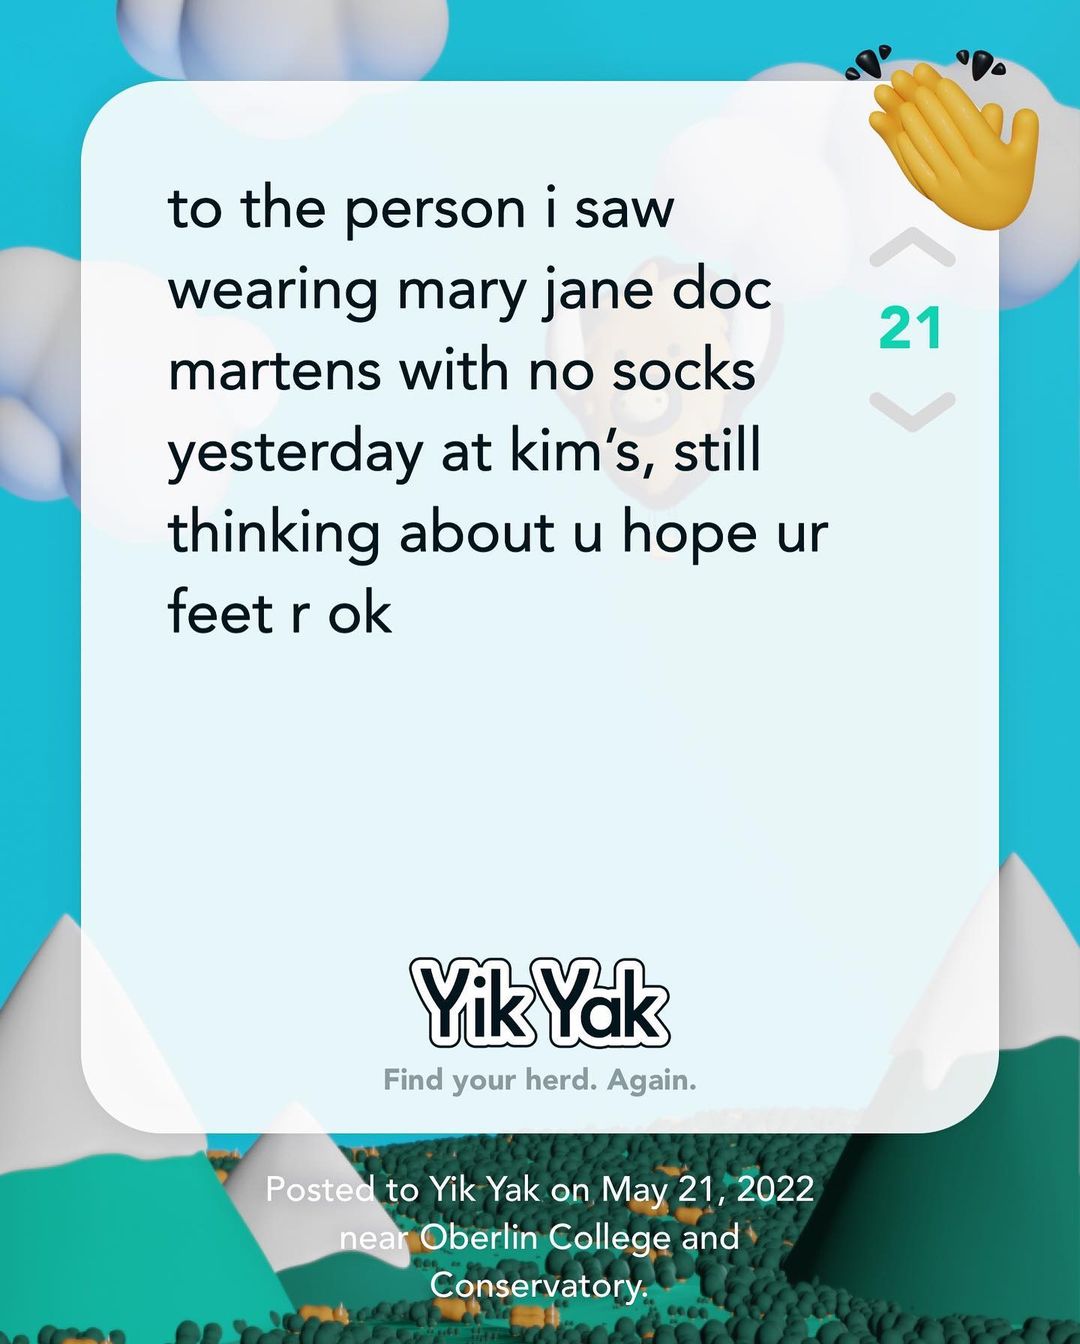 to the person i saw
wearing mary jane doc
martens with no socks
yesterday at kim’s, still
thinking about u hope ur
feet r ok
21
Yik Yak
Find your herd. Again.
Posted to Yik Yak on May 21, 2022
near Oberlin College and
Conservatory.